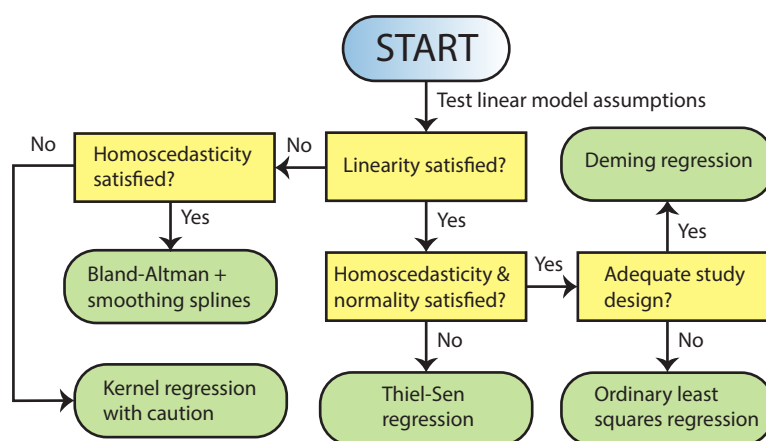 START
Test linear model assumptions
No
Homoscedasticity
satisfied?
No
Linearity satisfied?
Deming regression
Yes
Yes
Yes
Bland-Altman +
smoothing splines
Homoscedasticity &
normality satisfied?
Yes
Adequate study
design?
No
No
Kernel regression
with caution
Thiel-Sen
regression
Ordinary least
squares regression